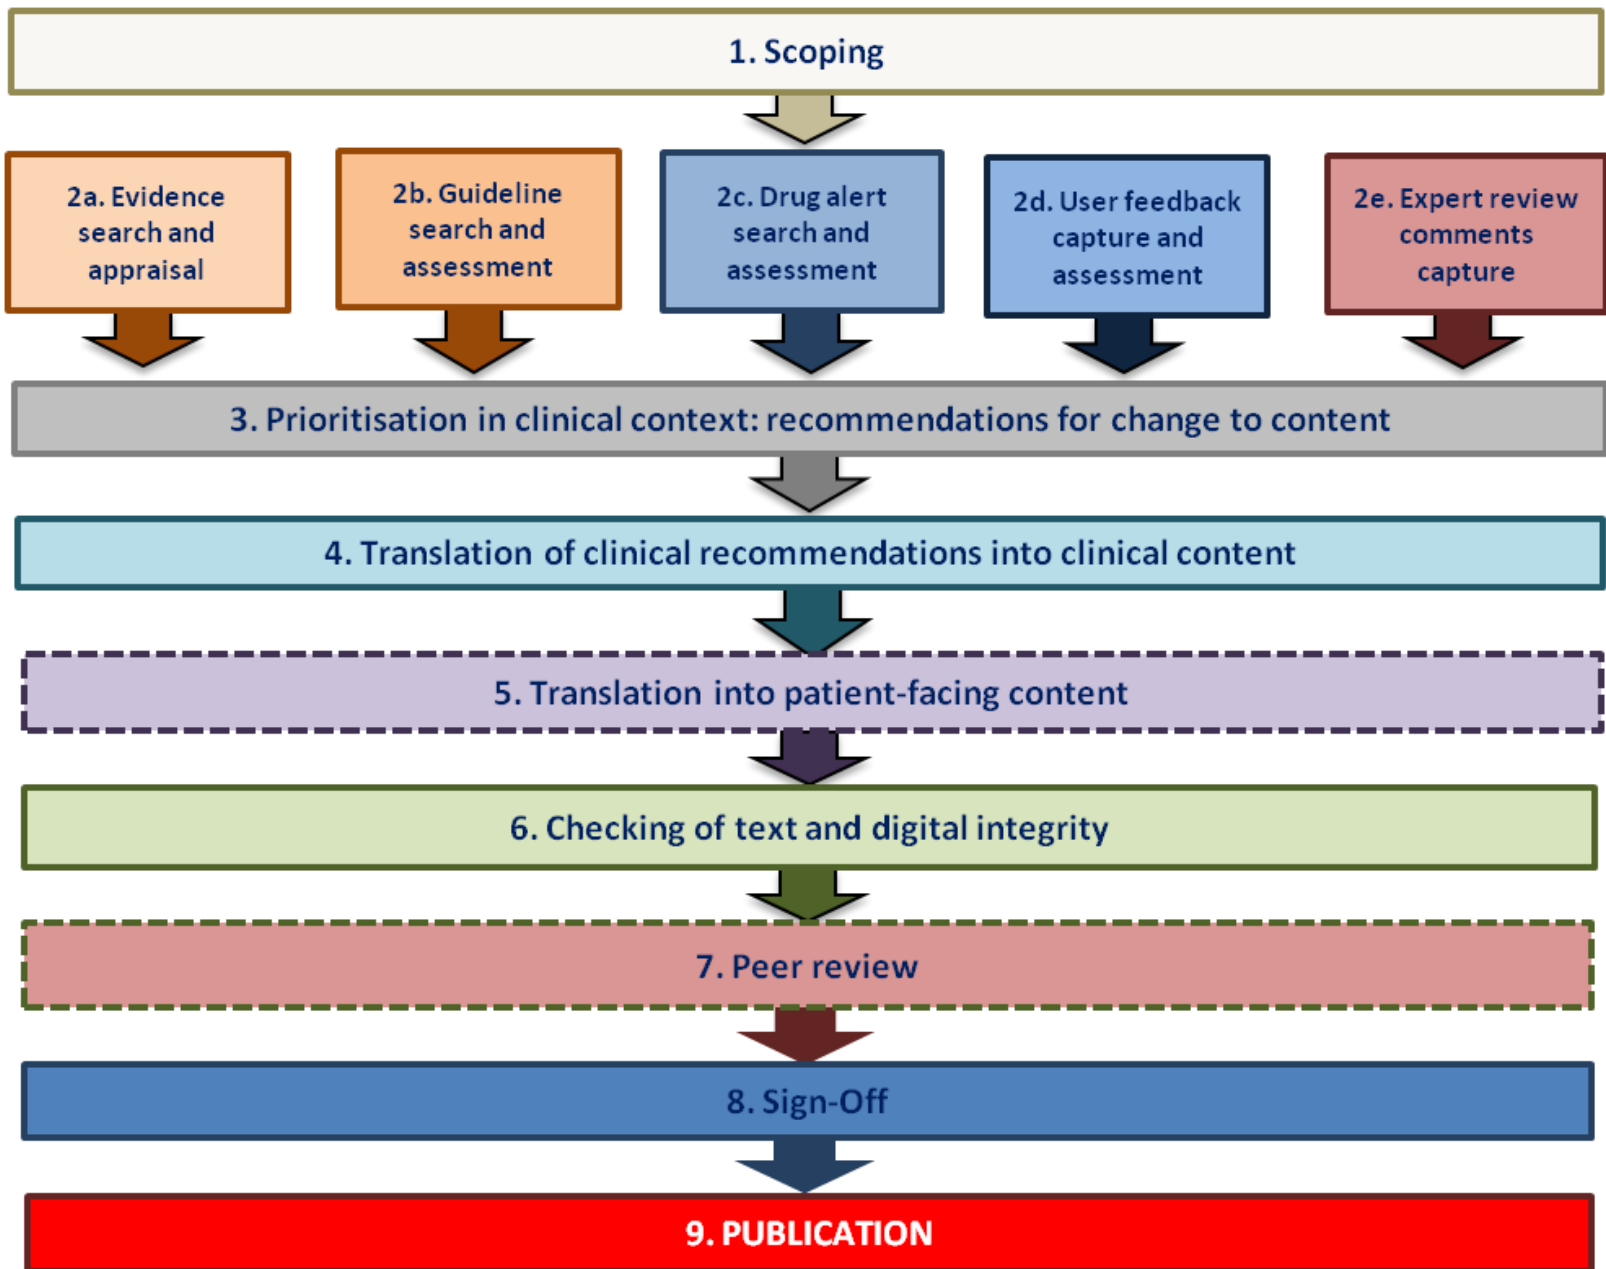 1. Scoping
2a. Evidence
search and
appraisal
2b. Guideline
search and
assessment
2c. Drug alert
search and
assessment
2d. User feedback
capture and
assessment
2e. Expert review
comments
capture
3. Prioritisation in clinical context: recommendations for change to content
4. Translation of clinical recommendations into clinical content
5. Translation into patient-facing content
6. Checking of text and digital integrity
7. Peer review
8. Sign-Off
9. PUBLICATION